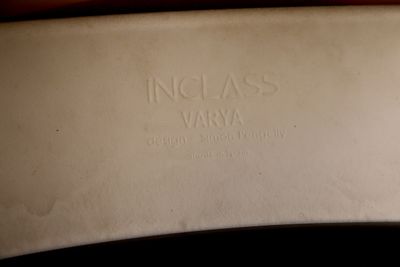 INCLASS
VARYA
design - Simon Pengelly